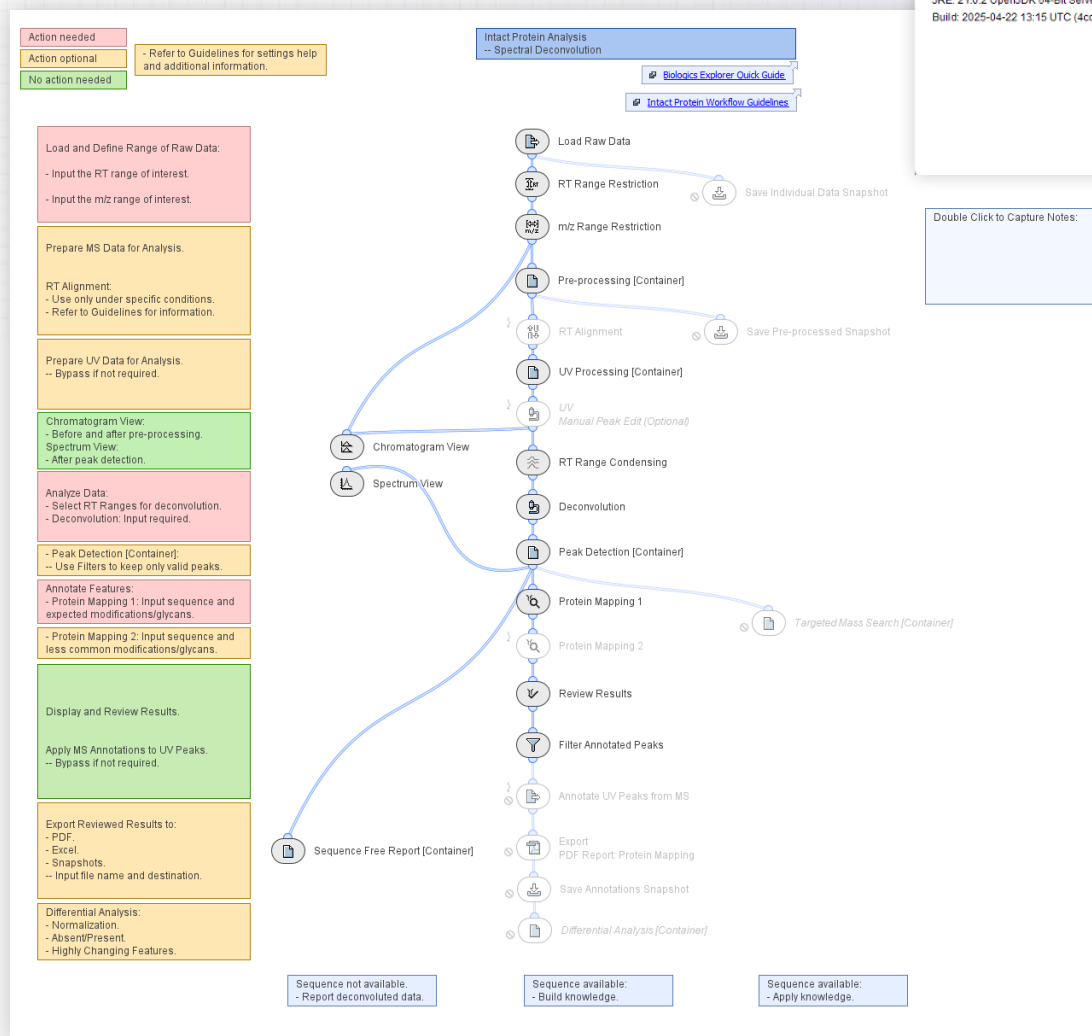 JRE: 21.0.2 OpenJDK 64-Bit Serve
Build: 2025-04-22 13:15 UTC (4cc
Action needed
Action optional
No action needed
- Refer to Guidelines for settings help
and additional information.
Intact Protein Analysis
-- Spectral Deconvolution
Biologics Explorer Quick Guide
Intact Protein Workflow Guidelines
Load and Define Range of Raw Data:
- Input the RT range of interest.
- Input the m/z range of interest.
Prepare MS Data for Analysis.
RT Alignment:
- Use only under specific conditions.
- Refer to Guidelines for information.
Prepare UV Data for Analysis.
-- Bypass if not required.
Chromatogram View:
- Before and after pre-processing.
Spectrum View:
- After peak detection.
Analyze Data:
- Select RT Ranges for deconvolution.
- Deconvolution: Input required.
- Peak Detection [Container]:
-- Use Filters to keep only valid peaks.
Annotate Features:
- Protein Mapping 1: Input sequence and
expected modifications/glycans.
- Protein Mapping 2: Input sequence and
less common modifications/glycans.
Display and Review Results.
Apply MS Annotations to UV Peaks.
-- Bypass if not required.
Export Reviewed Results to:
- PDF.
- Excel.
- Snapshots.
-- Input file name and destination.
Differential Analysis:
- Normalization.
- Absent/Present.
- Highly Changing Features.
Load Raw Data
RT Range Restriction
Save Individual Data Snapshot
m/z Range Restriction
Pre-processing [Container]
RT Alignment
Save Pre-processed Snapshot
UV Processing [Container]
UV
Manual Peak Edit (Optional)
Chromatogram View
RT Range Condensing
Spectrum View
Deconvolution
Peak Detection [Container]
Protein Mapping 1
Targeted Mass Search [Container]
Protein Mapping 2
Review Results
Filter Annotated Peaks
Annotate UV Peaks from MS
Export
PDF Report: Protein Mapping
Sequence Free Report [Container]
Save Annotations Snapshot
Differential Analysis [Container]
Double Click to Capture Notes:
Sequence not available.
- Report deconvoluted data.
Sequence available:
- Build knowledge.
Sequence available:
- Apply knowledge.